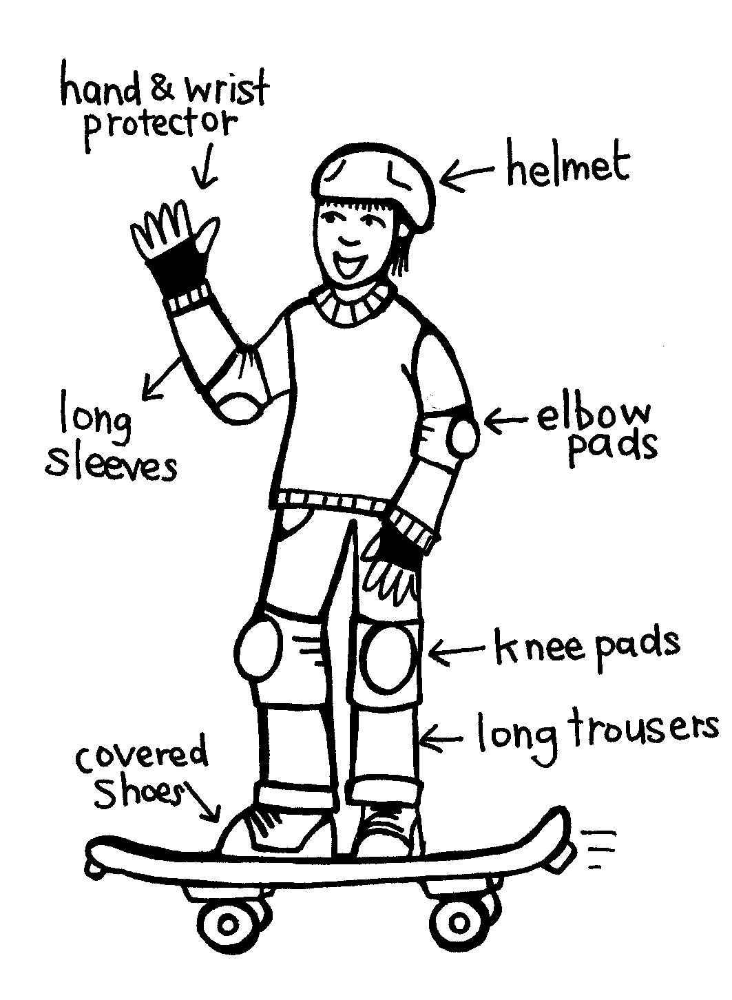 hand & wrist
protector
helmet
long
sleeves
elbow
pads
knee pads
long trousers
covered
shoes